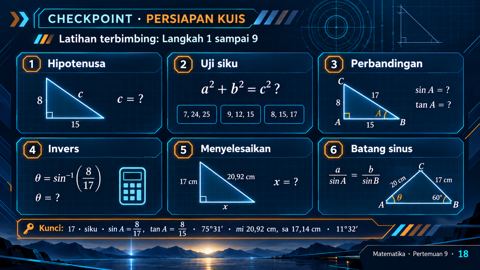 CHECKPOINT · PERSIAPAN KUIS
Latihan terbimbing: Langkah 1 sampai 9
1 Hipotenusa
8
c
15
c = ?
2 Uji siku
a² + b² = c² ?
7, 24, 25
9, 12, 15
8, 15, 17
3 Perbandingan
C
8
17
A
15
A
B
sin A = ?
tan A = ?
4 Invers
θ = sin⁻¹(8/17)
θ = ?
5 Menyelesaikan
17 cm
20,92 cm
x
x = ?
6 Batang sinus
a/sin A = b/sin B
C
20 cm
17 cm
A
θ
60°
B
Kunci: 17 · siku · sin A = 8/17, tan A = 8/15 · 75°31′ · mi 20,92 cm, sa 17,14 cm · 11°32′
Matematika · Pertemuan 9 · 18